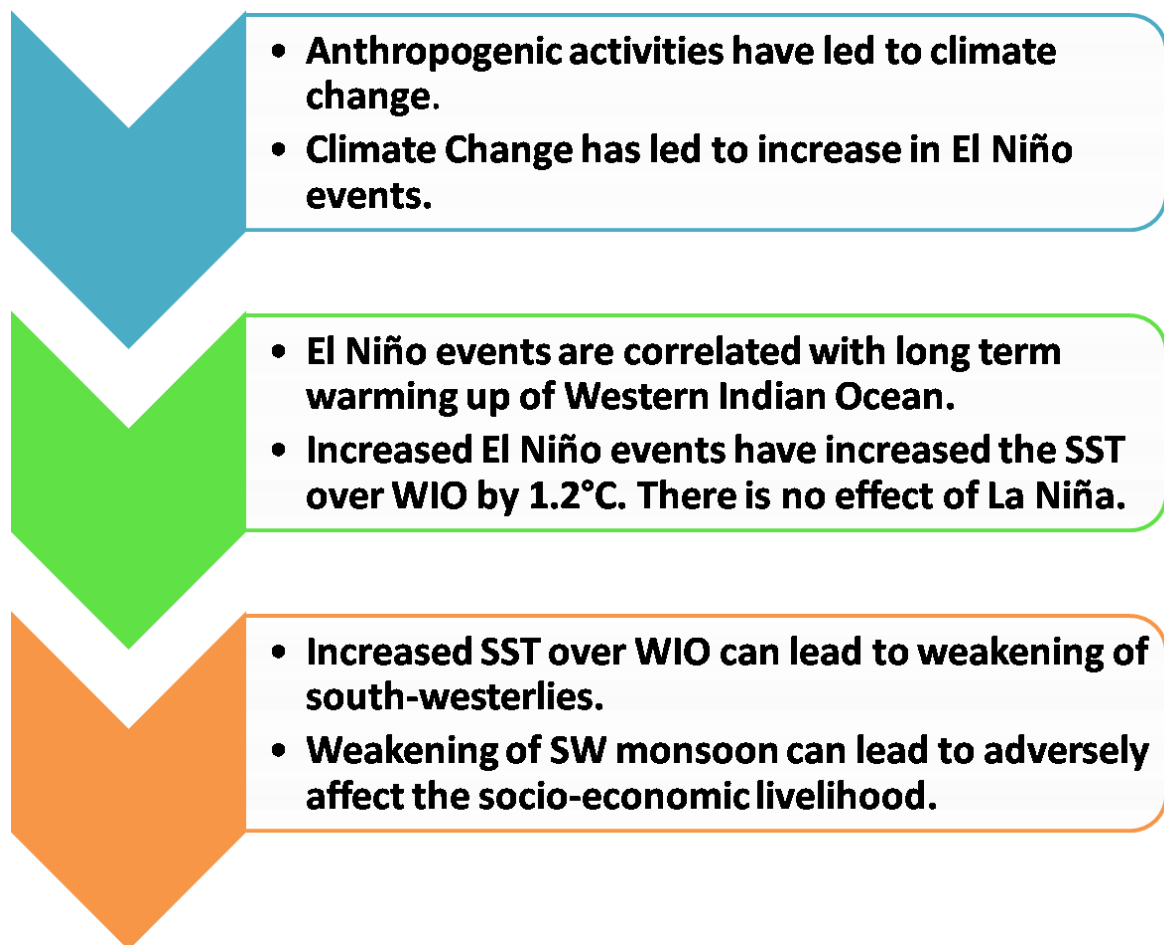 • Anthropogenic activities have led to climate
change.
• Climate Change has led to increase in El Niño
events.
• El Niño events are correlated with long term
warming up of Western Indian Ocean.
• Increased El Niño events have increased the SST
over WIO by 1.2°C. There is no effect of La Niña.
• Increased SST over WIO can lead to weakening of
south-westerlies.
• Weakening of SW monsoon can lead to adversely
affect the socio-economic livelihood.